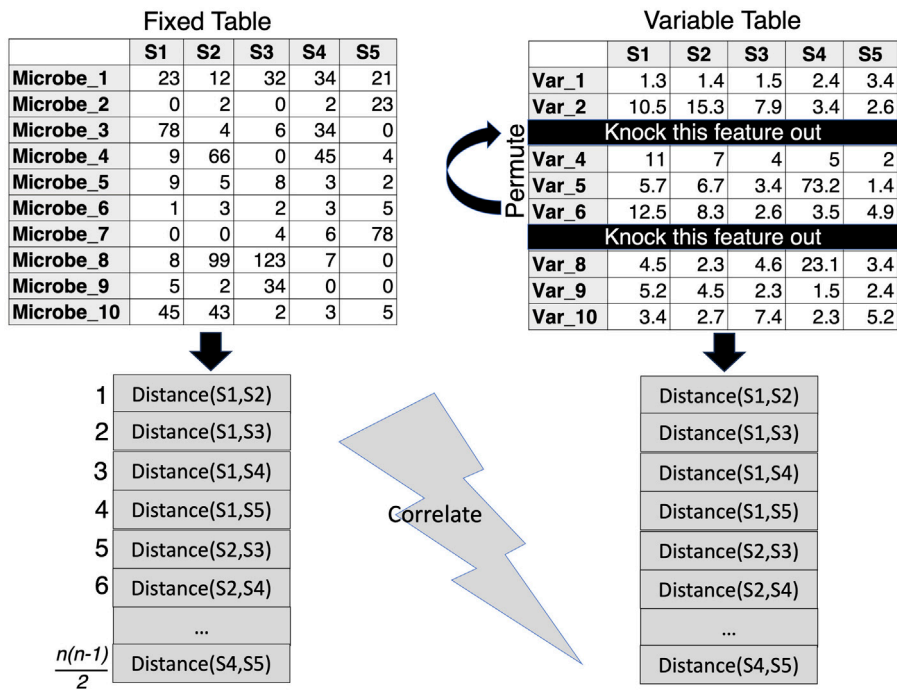 Fixed Table
S1 S2 S3 S4 S5
Microbe_1 23 12 32 34 21
Microbe_2 0 2 0 2 23
Microbe_3 78 4 6 34 0
Microbe_4 9 66 0 45 4
Microbe_5 9 5 8 3 2
Microbe_6 1 3 2 3 5
Microbe_7 0 0 4 6 78
Microbe_8 8 99 123 7 0
Microbe_9 5 2 34 0 0
Microbe_10 45 43 2 3 5
Variable Table
S1 S2 S3 S4 S5
Var_1 1.3 1.4 1.5 2.4 3.4
Var_2 10.5 15.3 7.9 3.4 2.6
Knock this feature out
Var_4 11 7 4 5 2
Var_5 5.7 6.7 3.4 73.2 1.4
Var_6 12.5 8.3 2.6 3.5 4.9
Knock this feature out
Var_8 4.5 2.3 4.6 23.1 3.4
Var_9 5.2 4.5 2.3 1.5 2.4
Var_10 3.4 2.7 7.4 2.3 5.2
Permute
1 Distance(S1,S2)
2 Distance(S1,S3)
3 Distance(S1,S4)
4 Distance(S1,S5)
5 Distance(S2,S3)
6 Distance(S2,S4)
...
n(n-1)
2
Distance(S4,S5)
Correlate
Distance(S1,S2)
Distance(S1,S3)
Distance(S1,S4)
Distance(S1,S5)
Distance(S2,S3)
Distance(S2,S4)
...
Distance(S4,S5)